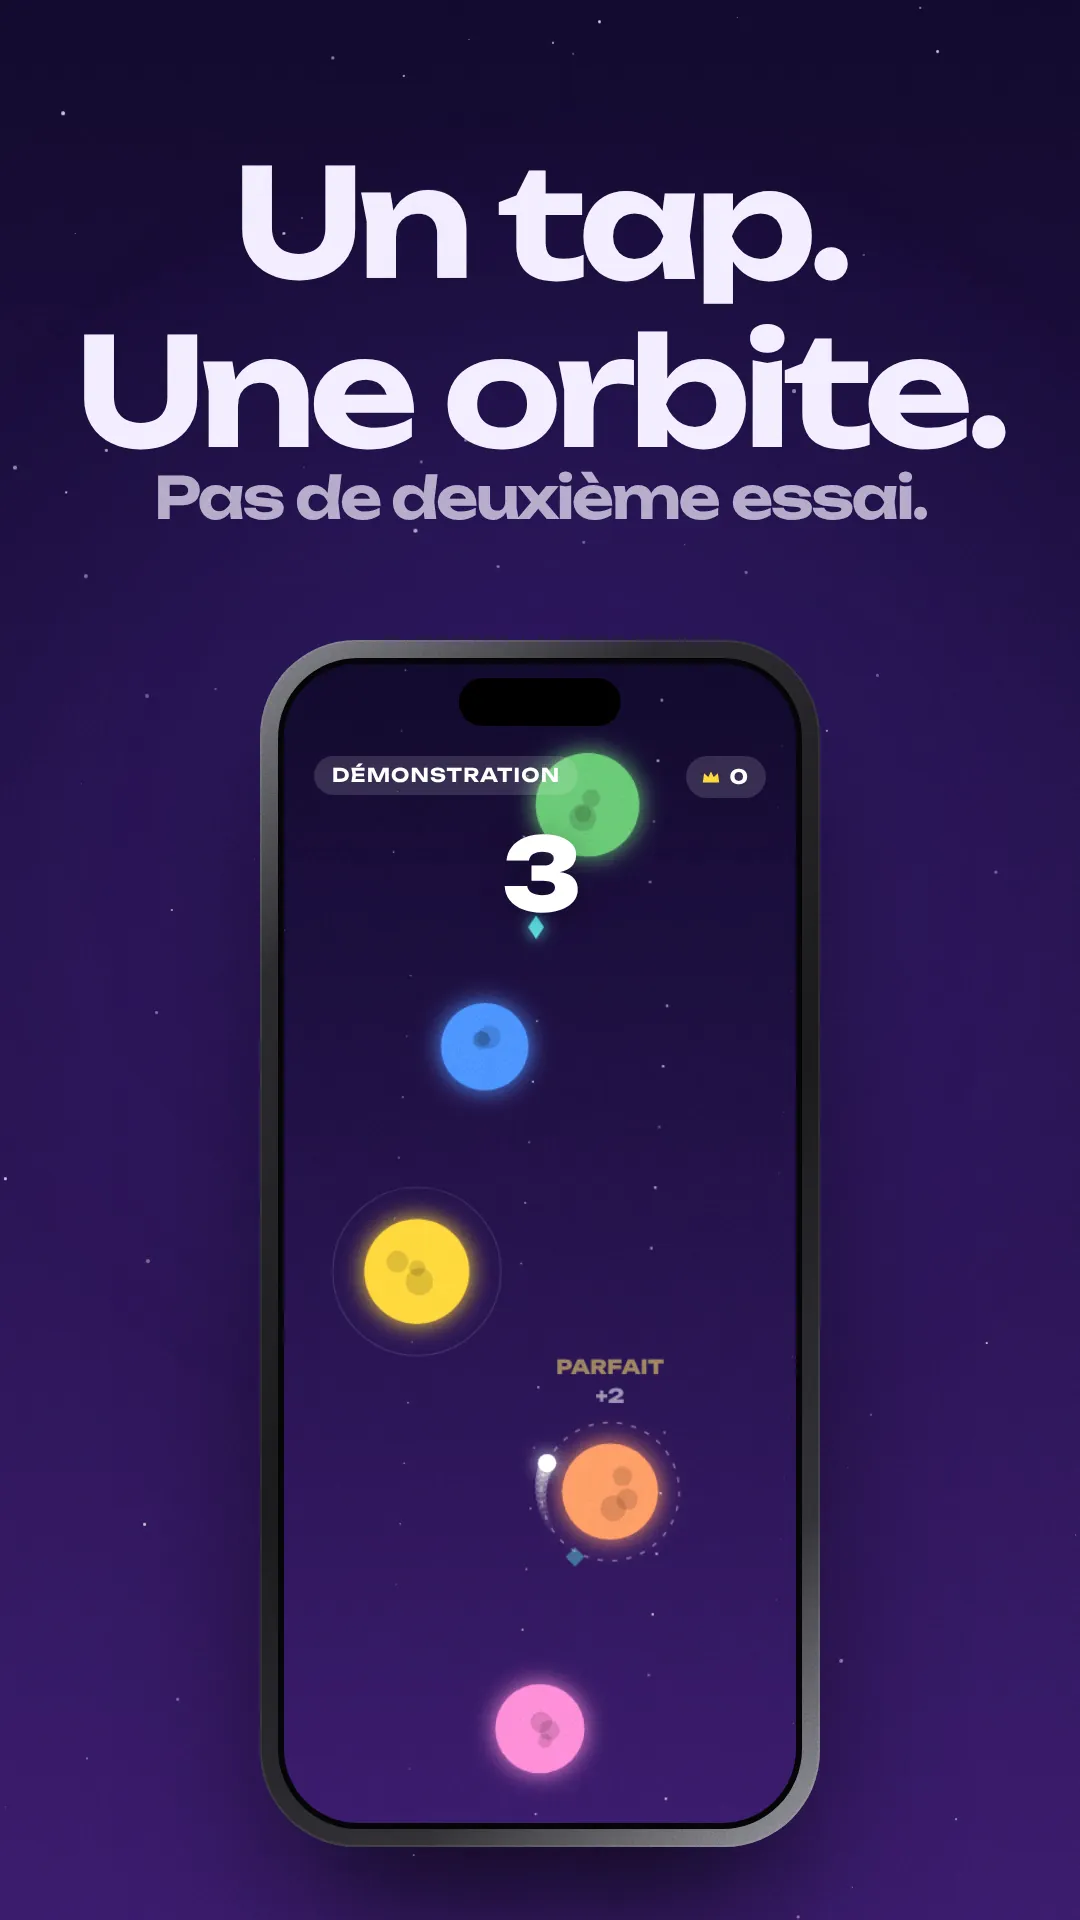 Un tap.
Une orbite.
Pas de deuxième essai.
DÉMONSTRATION
0
3
PARFAIT
+2